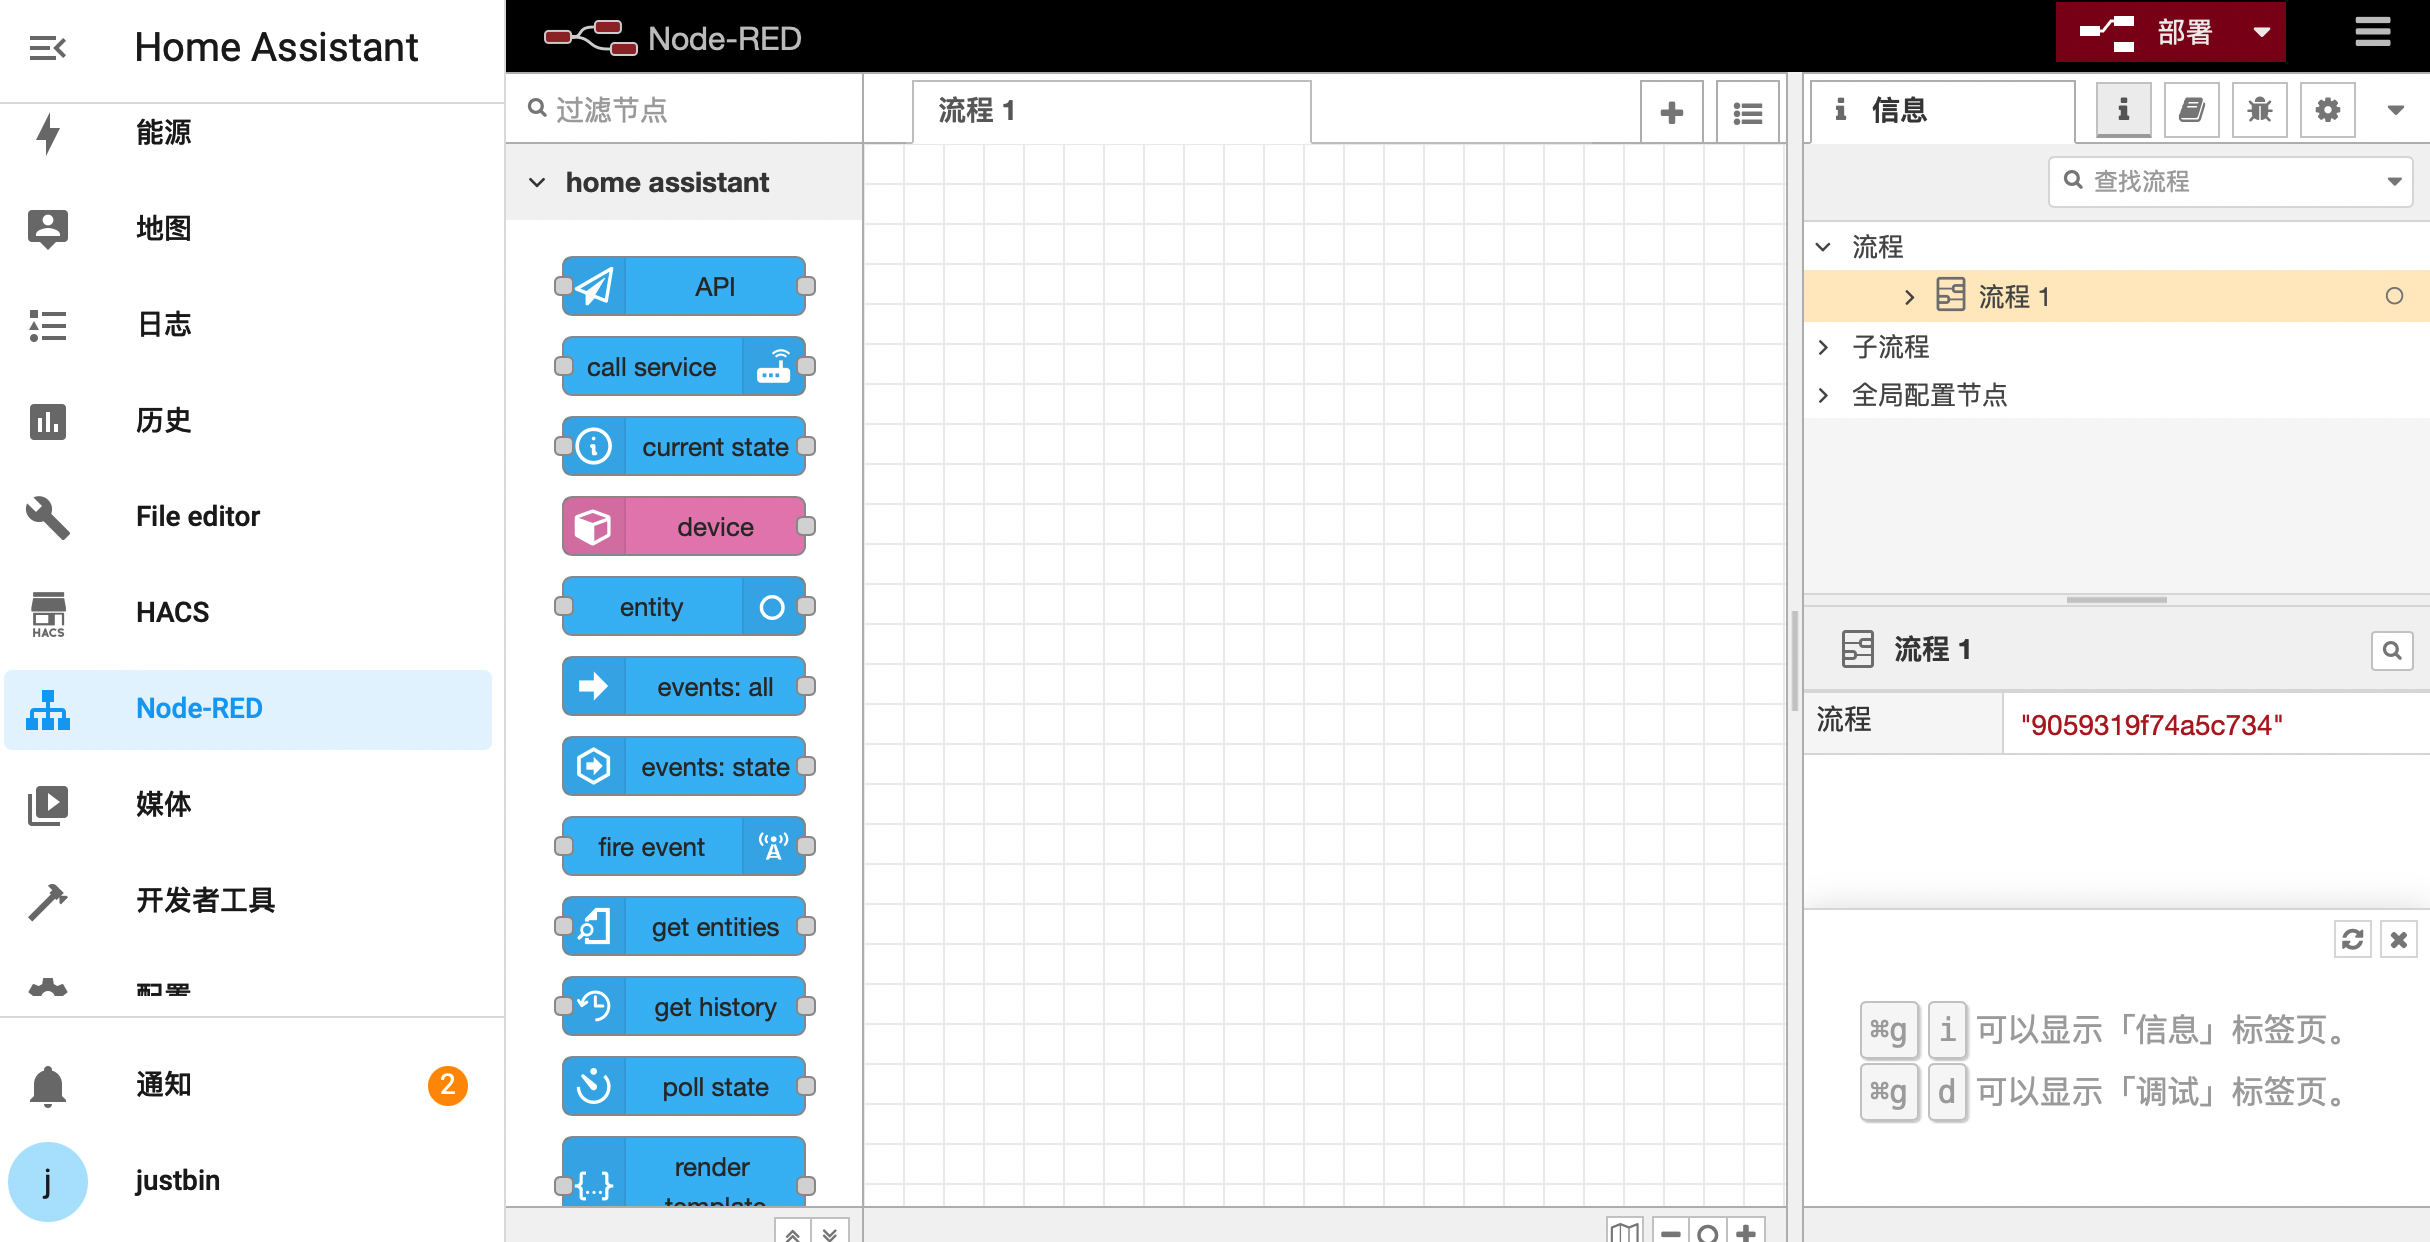 Home Assistant
能源
地图
日志
历史
File editor
HACS
HACS
Node-RED
媒体
开发者工具
配置
通知
2
j
justbin
Node-RED
部署
过滤节点
流程 1
home assistant
API
call service
current state
device
entity
events: all
events: state
fire event
get entities
get history
poll state
render
template
信息
查找流程
流程
流程 1
子流程
全局配置节点
流程 1
流程
"9059319f74a5c734"
⌘g i 可以显示「信息」标签页。
⌘g d 可以显示「调试」标签页。